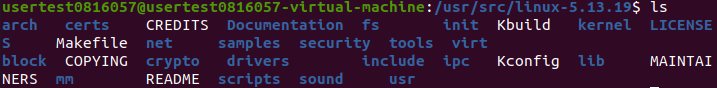 usertest0816057@usertest0816057-virtual-machine:/usr/src/linux-5.13.19$ ls
arch   certs    CREDITS  Documentation  fs       init  Kbuild   kernel  LICENSE
S      Makefile  net      samples  security  tools  virt
block  COPYING  crypto   drivers        include  ipc   Kconfig  lib     MAINTAI
NERS  mm        README   scripts  sound     usr